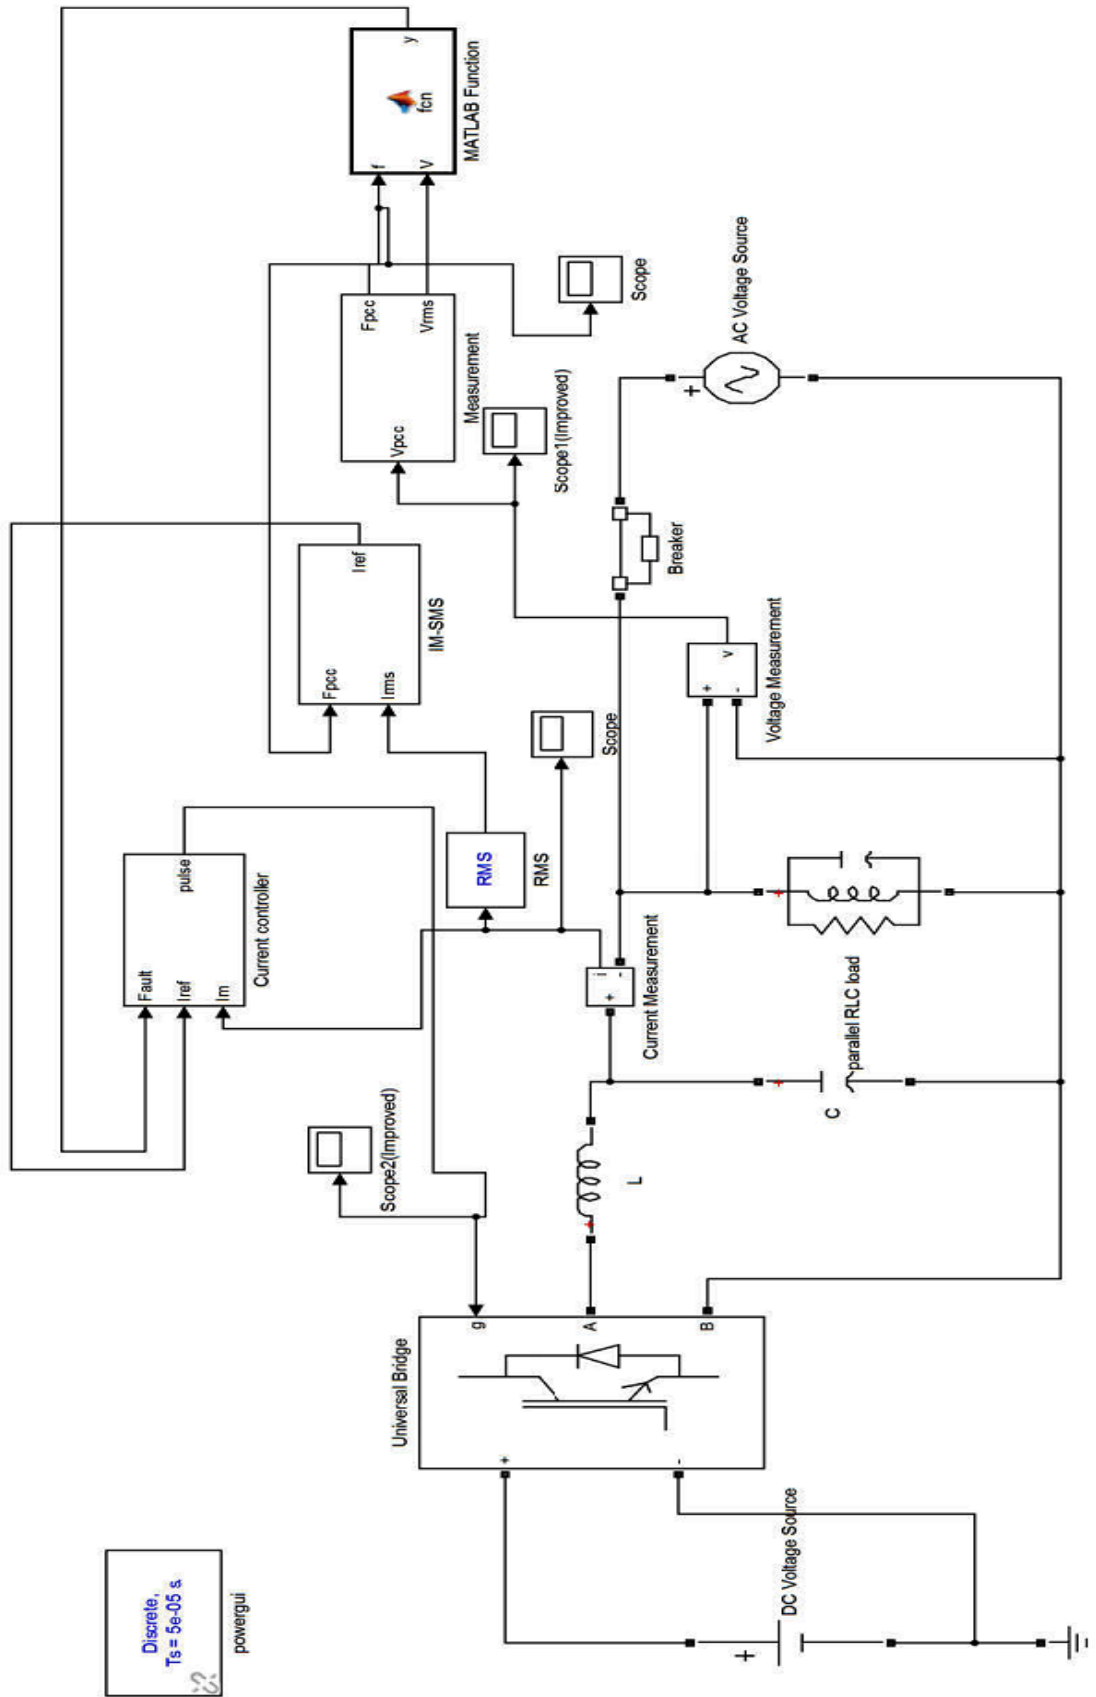 Discrete,
Ts = 5e-05 s.
powergui
Fault
Iref
Im
pulse
Current controller
Fpcc
Irms
Iref
IM-SMS
Vpcc
Fpcc
Vrms
Measurement
f
V
y
fcn
MATLAB Function
Scope2(Improved)
RMS
RMS
Scope
Scope1(Improved)
Scope
Universal Bridge
+
-
g
A
B
L
C
+
-
i
Current Measurement
parallel RLC load
+
-
v
Voltage Measurement
Breaker
+
AC Voltage Source
+
DC Voltage Source